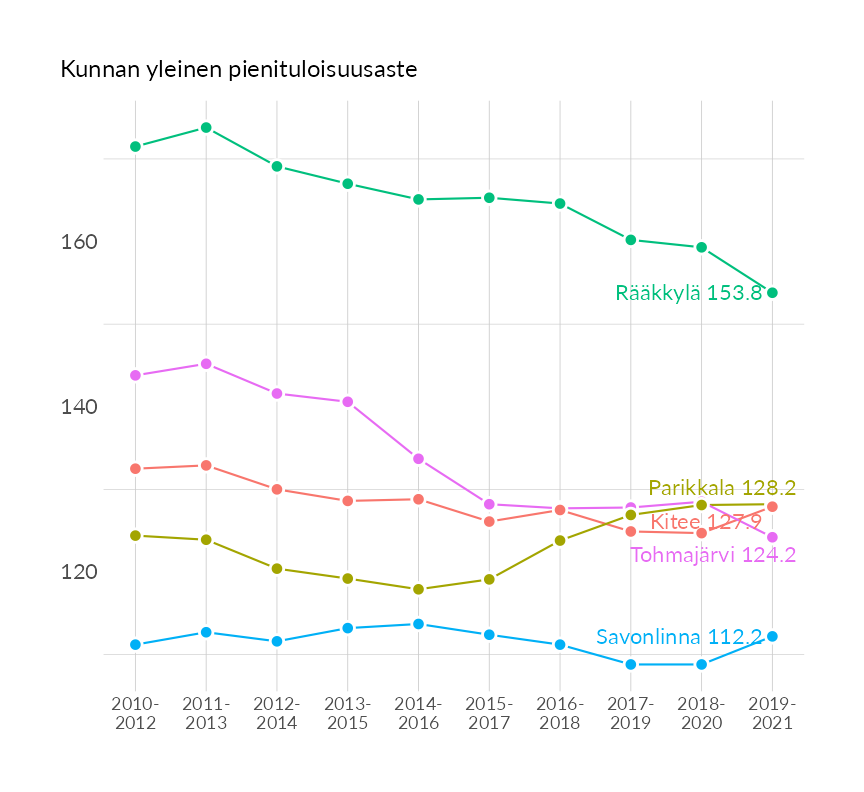 Kunnan yleinen pienituloisuusaste
160
Rääkkylä 153.8
140
Parikkala 128.2
Kitee 127.9
Tohmajärvi 124.2
120
Savonlinna 112.2
2010- 2011- 2012- 2013- 2014- 2015- 2016- 2017- 2018- 2019-
2012 2013 2014 2015 2016 2017 2018 2019 2020 2021